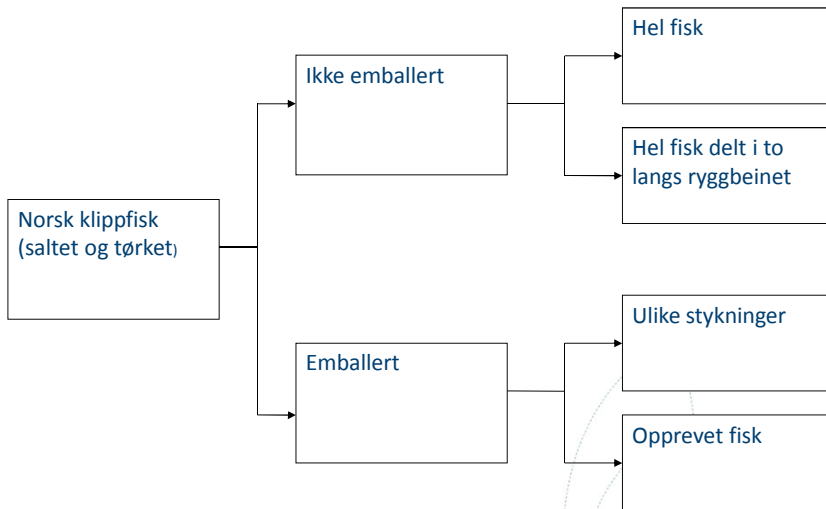 Hel fisk
Ikke emballert
Hel fisk delt i to
langs ryggbeinet
Norsk klippfisk
(saltet og tørket)
Ulike stykninger
Emballert
Opprevet fisk